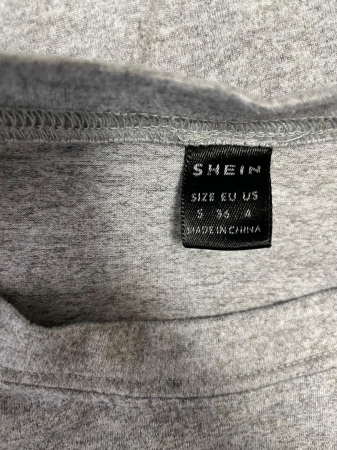 SHEIN
SIZE EU US
S 36 4
MADE IN CHINA